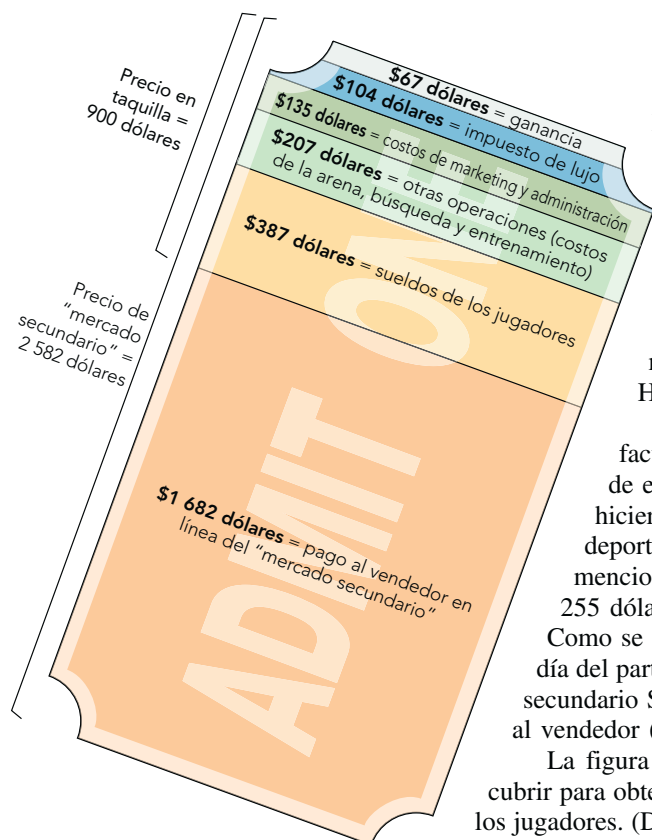 Precio en
taquilla =
900 dólares
Precio de
“mercado
secundario” =
2 582 dólares
$67 dólares = ganancia
$104 dólares = impuesto de lujo
$135 dólares = costos de marketing y administración
$207 dólares = otras operaciones (costos
de la arena, búsqueda y entrenamiento)
$387 dólares = sueldos de los jugadores
$1 682 dólares = pago al vendedor en
línea del “mercado secundario”
ADMIT ONE
H
fact
de e
hicier
deport
mencio
255 dóla
Como se
día del part
secundario S
al vendedor (
La figura
cubrir para obte
los jugadores. (D